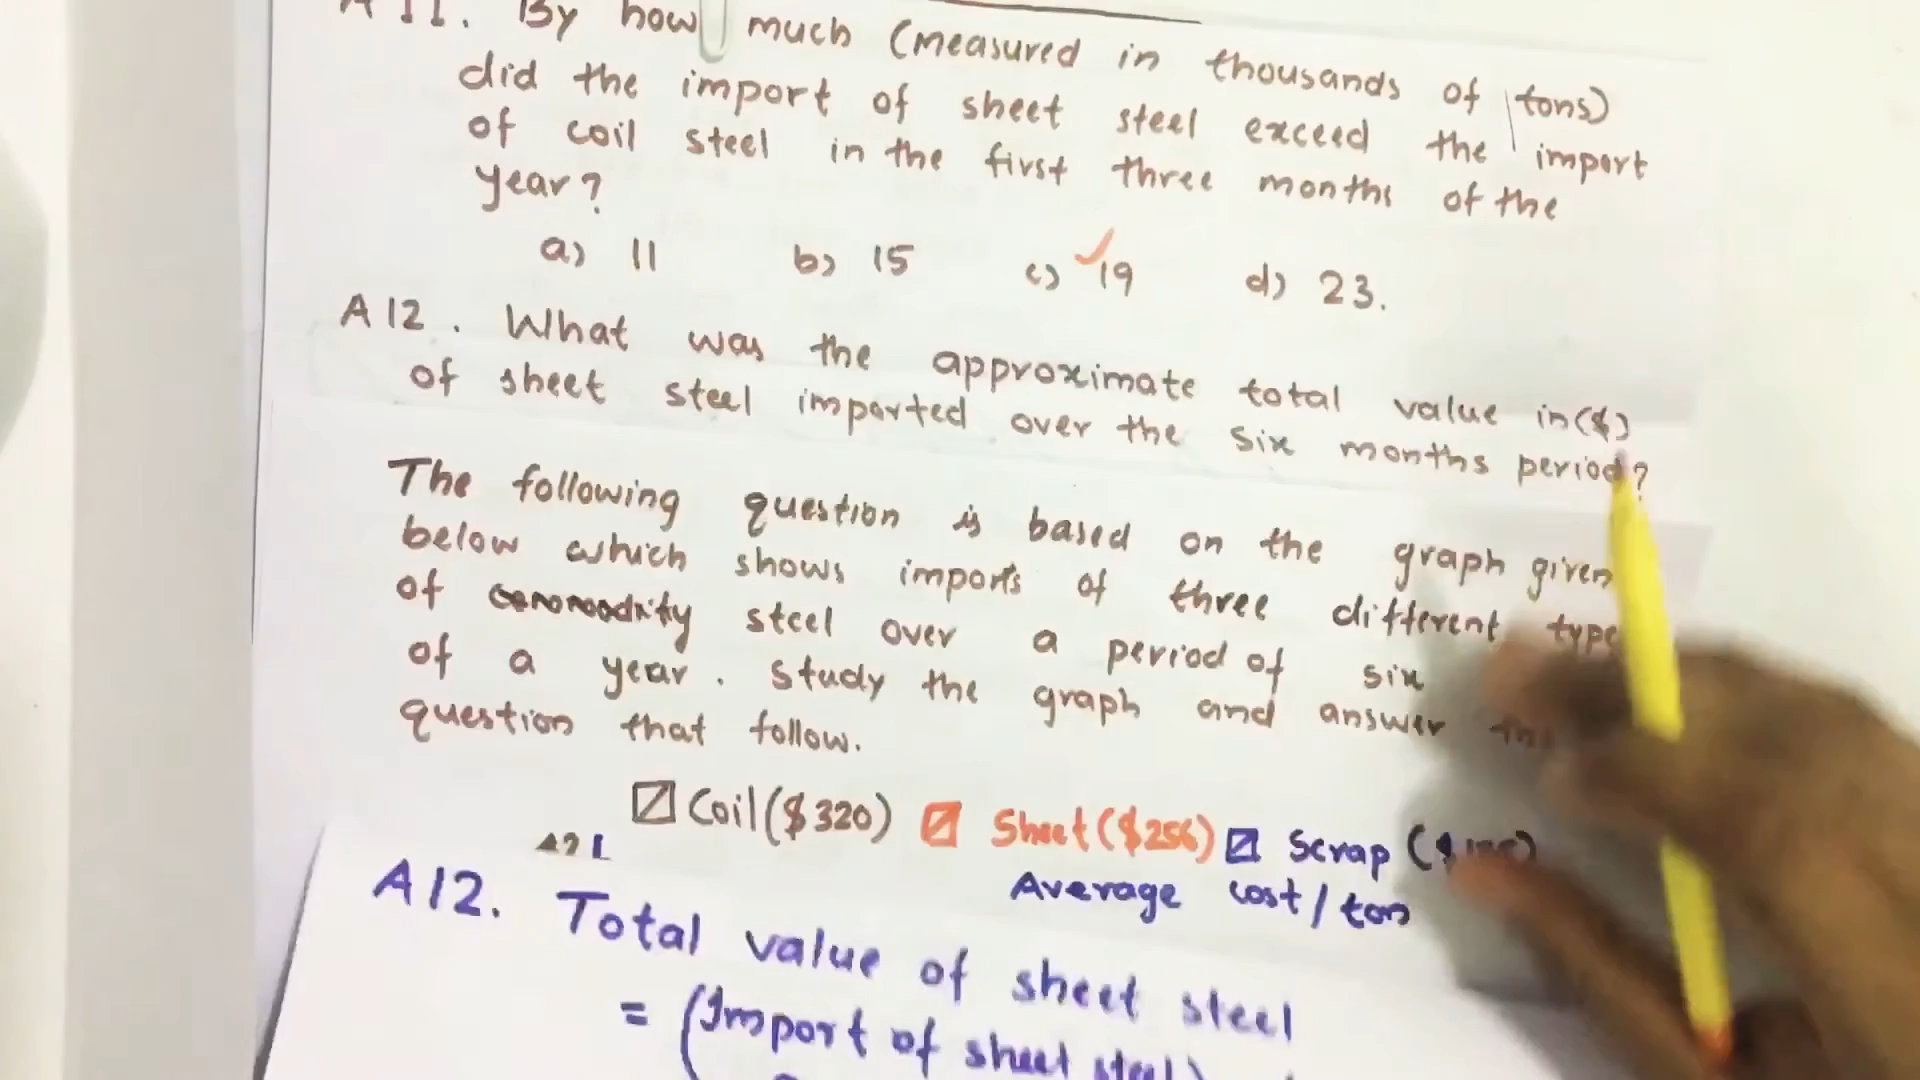 A11. By how much (measured in thousands of tons)
did the import of sheet steel exceed the import
of coil steel in the first three months of the
year?
a) 11 b) 15 c) 19 d) 23.
A12. What was the approximate total value in($)
of sheet steel imported over the six months period?
The following question is based on the graph given
below which shows imports of three different type
of commodity steel over a period of six
of a year. Study the graph and answer
question that follow.
Coil($320) Sheet($256) Scrap
Average cost/ton
A12. Total value of sheet steel
= (Import of sheet steel)